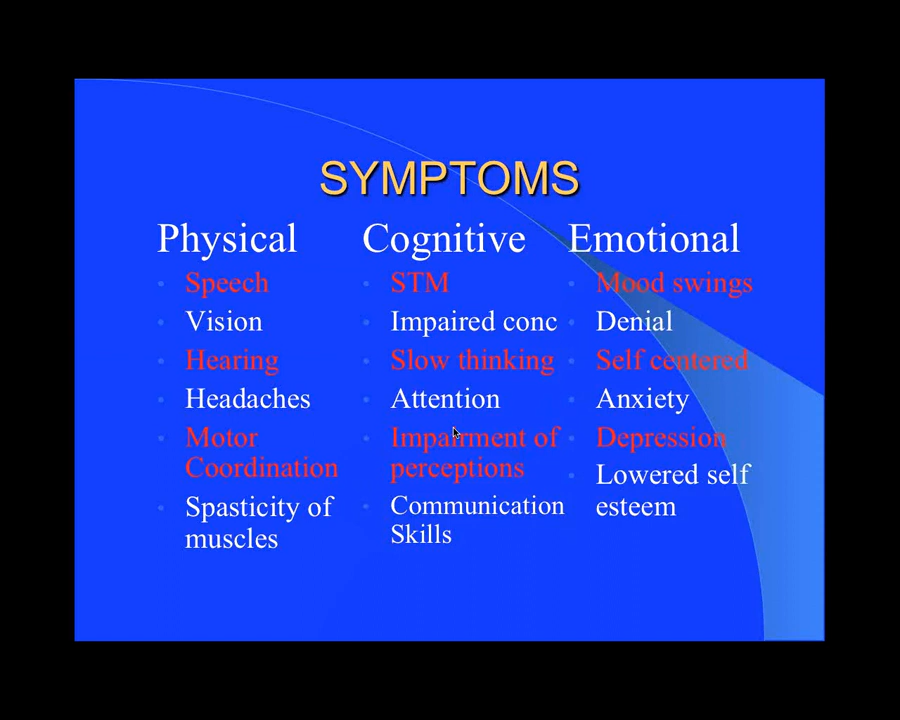 SYMPTOMS
Physical
Speech
Vision
Hearing
Headaches
Motor
Coordination
Spasticity of
muscles
Cognitive
STM
Impaired conc
Slow thinking
Attention
Impairment of
perceptions
Communication
Skills
Emotional
Mood swings
Denial
Self centered
Anxiety
Depression
Lowered self
esteem